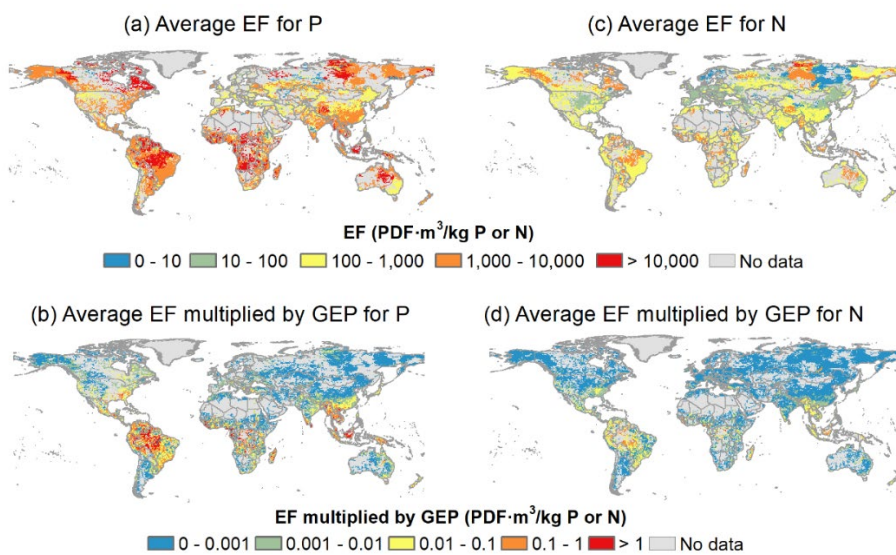 (a) Average EF for P
(c) Average EF for N
EF (PDF·m³/kg P or N)
0 - 10 10 - 100 100 - 1,000 1,000 - 10,000 > 10,000 No data
(b) Average EF multiplied by GEP for P
(d) Average EF multiplied by GEP for N
EF multiplied by GEP (PDF·m³/kg P or N)
0 - 0.001 0.001 - 0.01 0.01 - 0.1 0.1 - 1 > 1 No data